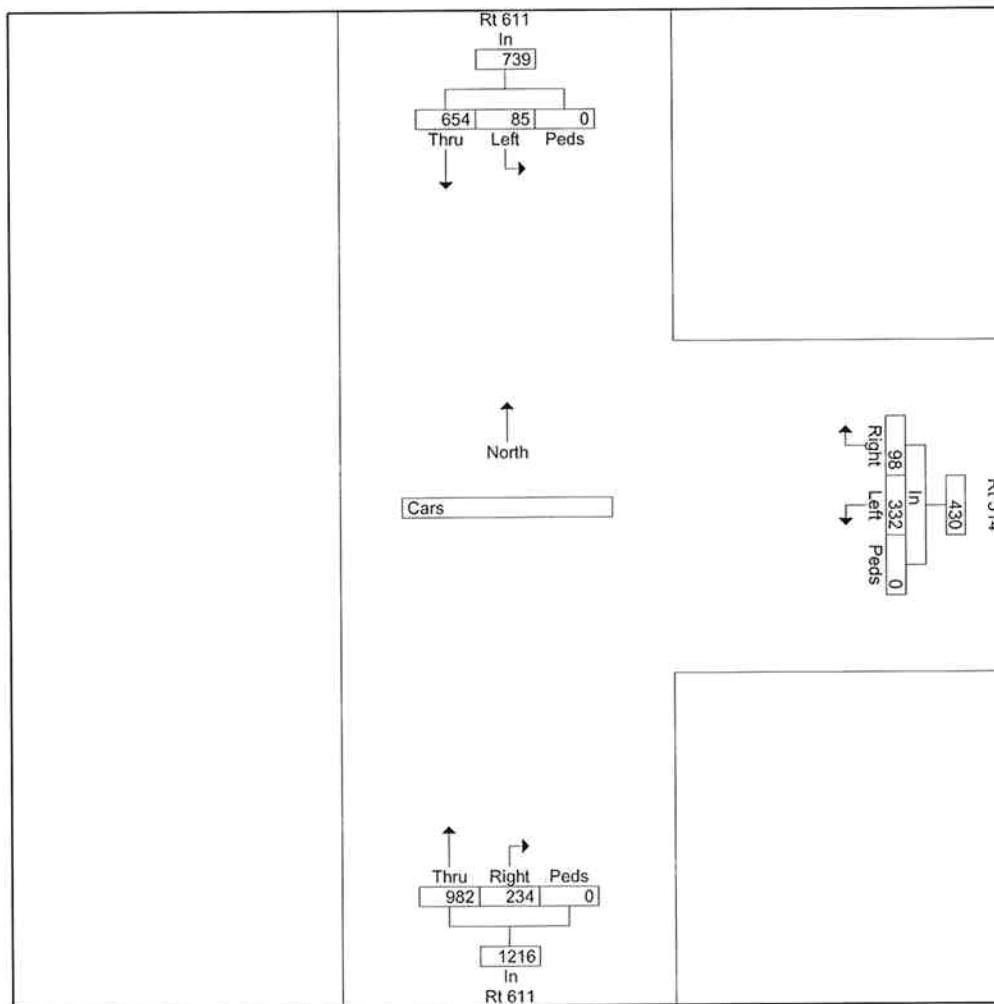 Rt 611
In
739
654 85 0
Thru Left Peds
North
Cars
Right Left Peds
98 332 0
In
430
Thru Right Peds
982 234 0
1216
In
Rt 611